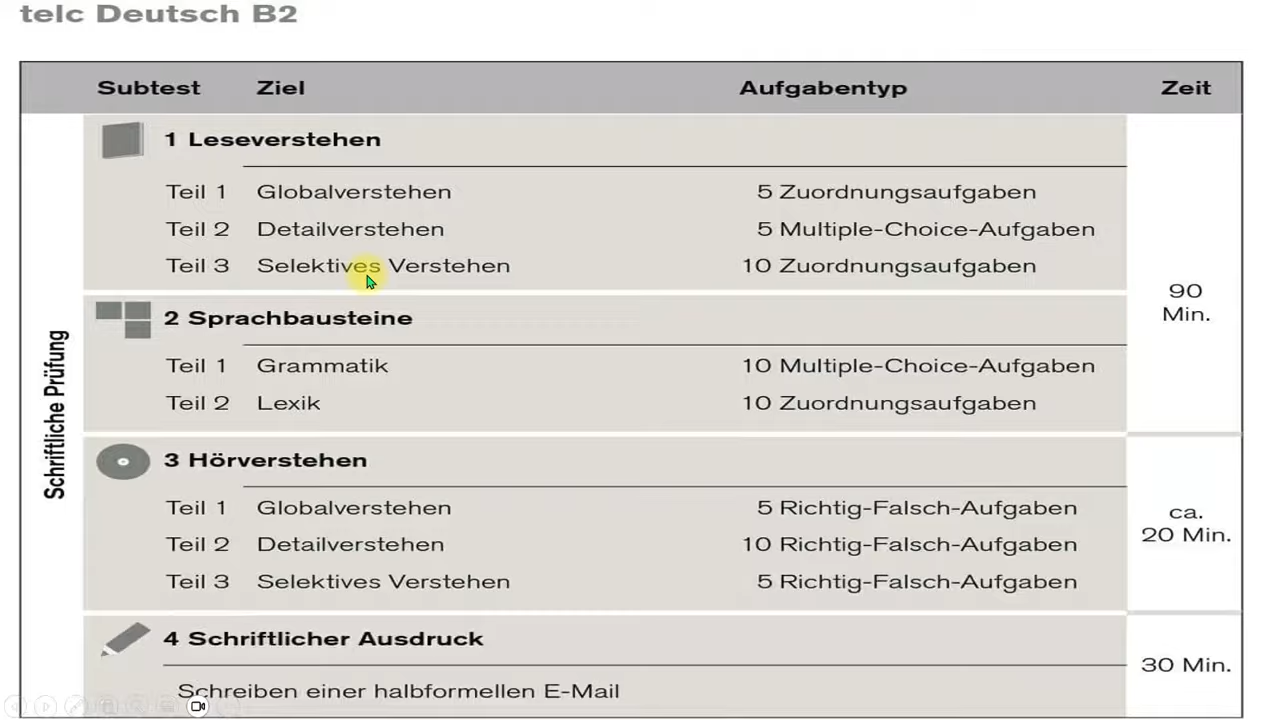 telc Deutsch B2
Subtest Ziel Aufgabentyp Zeit
1 Leseverstehen
Teil 1 Globalverstehen 5 Zuordnungsaufgaben
Teil 2 Detailverstehen 5 Multiple-Choice-Aufgaben
Teil 3 Selektives Verstehen 10 Zuordnungsaufgaben
90
Min.
2 Sprachbausteine
Teil 1 Grammatik 10 Multiple-Choice-Aufgaben
Teil 2 Lexik 10 Zuordnungsaufgaben
Schriftliche Prüfung
3 Hörverstehen
Teil 1 Globalverstehen 5 Richtig-Falsch-Aufgaben
Teil 2 Detailverstehen 10 Richtig-Falsch-Aufgaben
Teil 3 Selektives Verstehen 5 Richtig-Falsch-Aufgaben
ca.
20 Min.
4 Schriftlicher Ausdruck
Schreiben einer halbformellen E-Mail
30 Min.